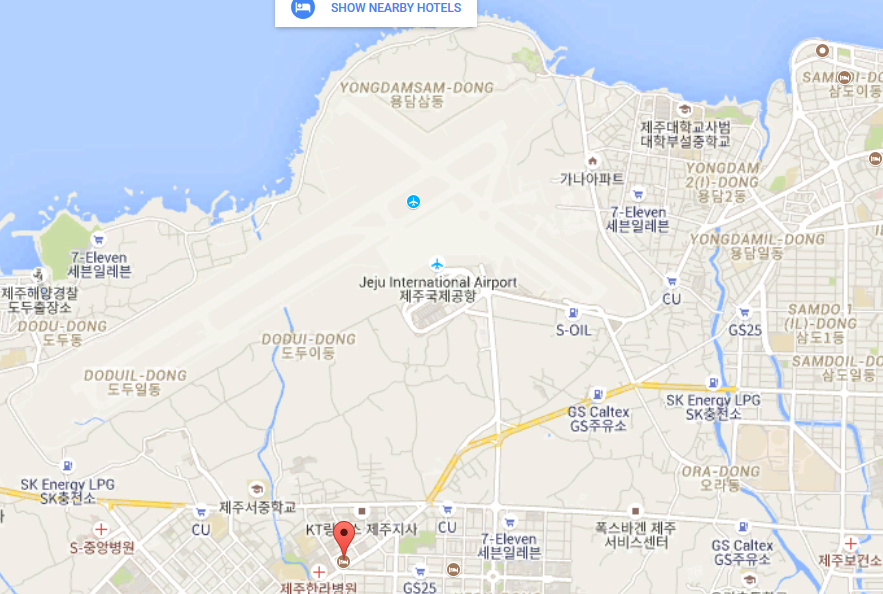 SHOW NEARBY HOTELS
YONGDAMSAM-DONG
용담삼동
SAMDOI-DONG
삼도이동
제주대학교사범
대학부설중학교
가나아파트
YONGDAM
2(I)-DONG
용담2동
7-Eleven
세븐일레븐
YONGDAMIL-DONG
용담일동
7-Eleven
세븐일레븐
제주해양경찰
도두출장소
Jeju International Airport
제주국제공항
CU
S-OIL
GS25
SAMDO 1
(IL)-DONG
삼도1동
DODU-DONG
도두동
DODUI-DONG
도두이동
SAMDOIL-DONG
삼도일동
DODUIL-DONG
도두일동
GS Caltex
GS주유소
SK Energy LPG
SK충전소
ORA-DONG
오라동
SK Energy LPG
SK충전소
제주서중학교
CU
제주지사
CU
7-Eleven
세븐일레븐
폭스바겐 제주
서비스센터
S-중앙병원
GS Caltex
GS주유소
제주보건소
제주한라병원
GS25